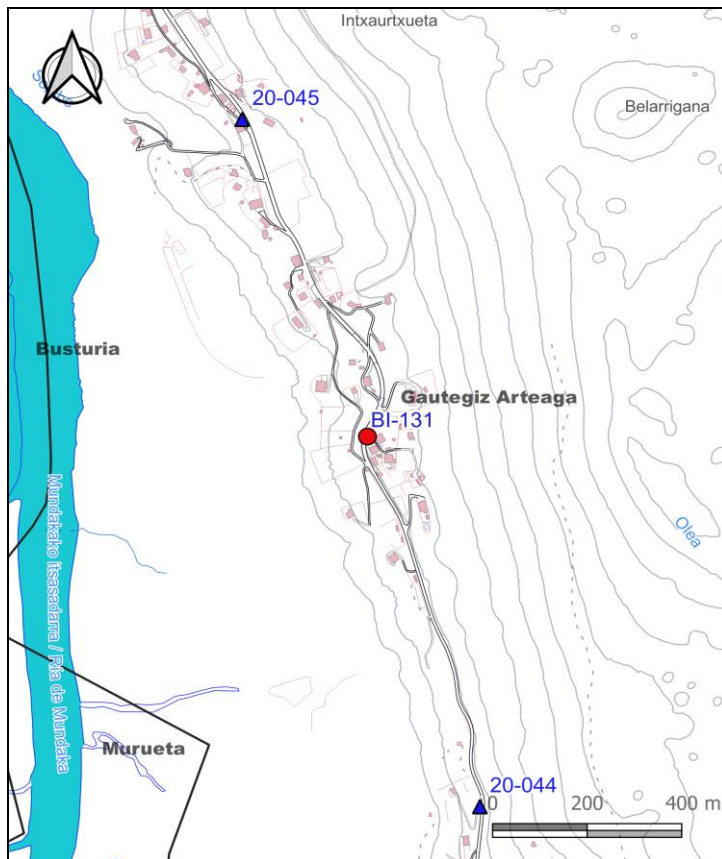 Intxaurtxueta
20-045
Belarrigana
Busturia
Gautegiz Arteaga
BI-131
Olea
Mundakako itsasadarra / Ría de Mundaka
Murueta
20-044
0 200 400 m